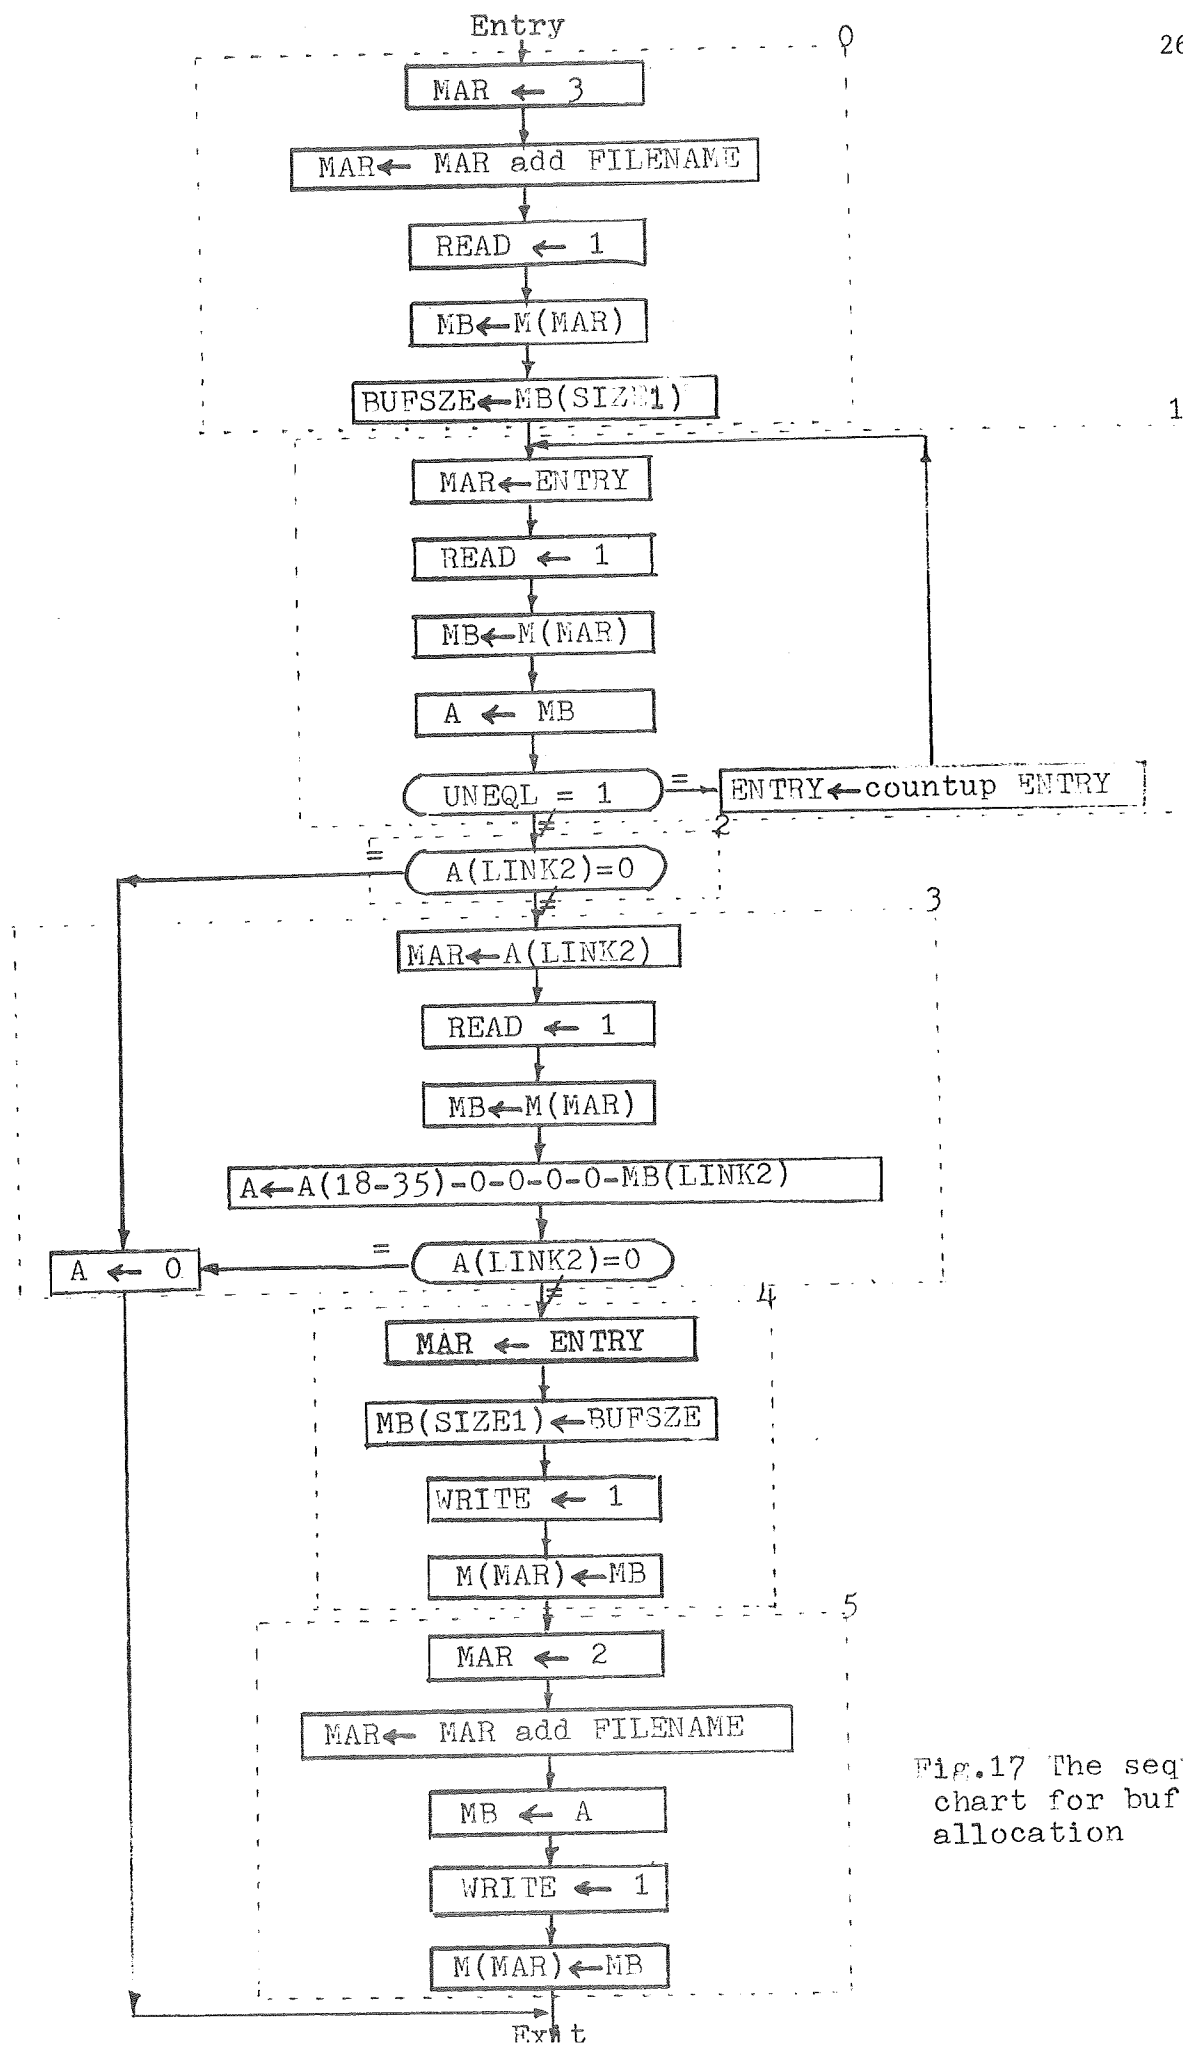 Entry
0
26
MAR ← 3
MAR← MAR add FILENAME
READ ← 1
MB←M(MAR)
BUFSZE←MB(SIZE1)
1
MAR←ENTRY
READ ← 1
MB←M(MAR)
A ← MB
UNEQL = 1
=
ENTRY←countup ENTRY
≠
2
=
A(LINK2)=0
≠
3
MAR←A(LINK2)
READ ← 1
MB←M(MAR)
A←A(18-35)-0-0-0-0-MB(LINK2)
A ← 0
=
A(LINK2)=0
≠
4
MAR ← ENTRY
MB(SIZE1)←BUFSZE
WRITE ← 1
M(MAR)←MB
5
MAR ← 2
MAR← MAR add FILENAME
MB ← A
WRITE ← 1
M(MAR)←MB
Exit
Fig.17 The seq
chart for buf
allocation